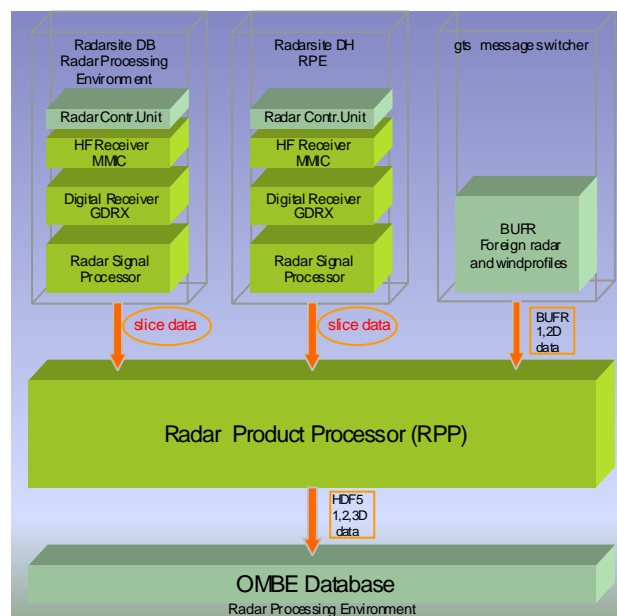 Radarsite DB
Radar Processing
Environment
Radar Contr.Unit
HF Receiver
MMIC
Digital Receiver
GDRX
Radar Signal
Processor
slice data
Radarsite DH
RPE
Radar Contr.Unit
HF Receiver
MMIC
Digital Receiver
GDRX
Radar Signal
Processor
slice data
gts message switcher
BUFR
Foreign radar
and windprofiles
BUFR
1,2D
data
Radar Product Processor (RPP)
HDF5
1,2,3D
data
OMBE Database
Radar Processing Environment